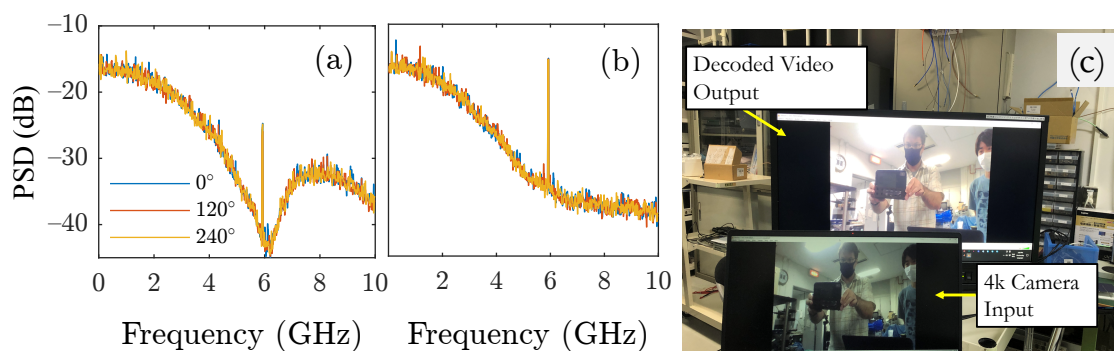 PSD (dB)
−10
−20
−30
−40
(a)
0°
120°
240°
0 2 4 6 8 10
Frequency (GHz)
(b)
0 2 4 6 8 10
Frequency (GHz)
(c)
Decoded Video
Output
4k Camera
Input